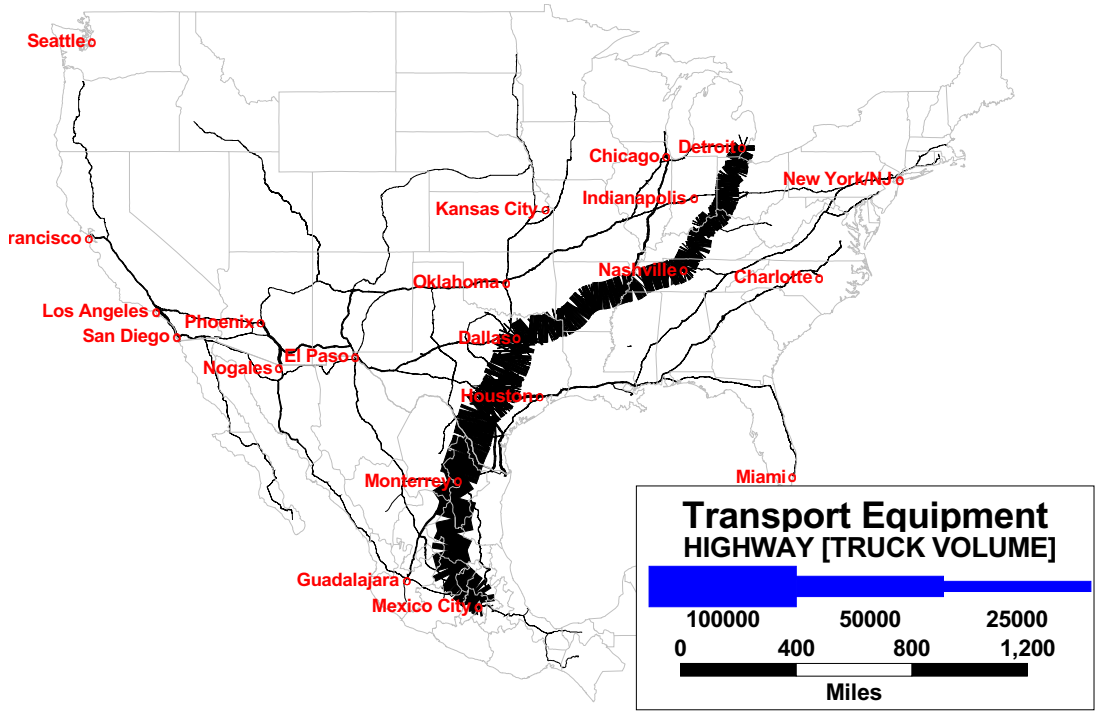 Seattle
Detroit
Chicago
New York/NJ
Indianapolis
Kansas City
rancisco
Nashville
Charlotte
Oklahoma
Los Angeles
Phoenix
San Diego
Dallas
El Paso
Nogales
Houston
Monterrey
Miami
Guadalajara
Mexico City
Transport Equipment
HIGHWAY [TRUCK VOLUME]
100000 50000 25000
0 400 800 1,200
Miles